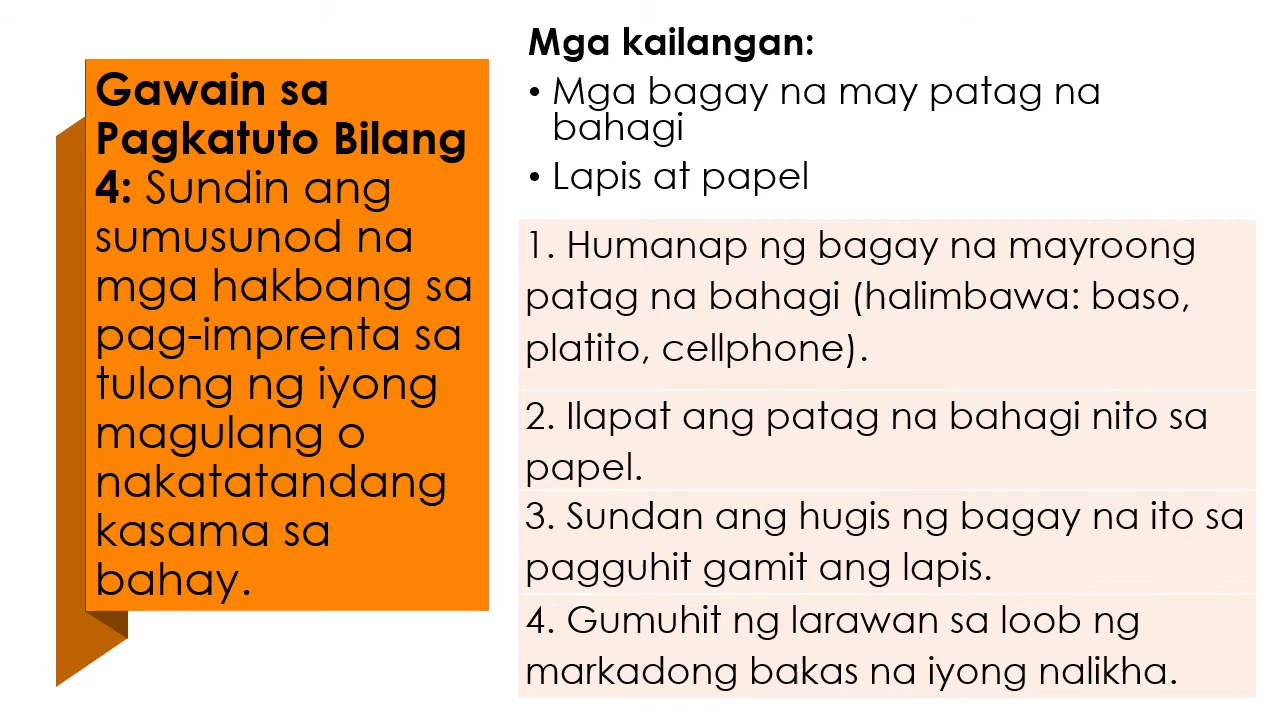 Gawain sa
Pagkatuto Bilang
4: Sundin ang
sumusunod na
mga hakbang sa
pag-imprenta sa
tulong ng iyong
magulang o
nakatatandang
kasama sa
bahay.
Mga kailangan:
• Mga bagay na may patag na
bahagi
• Lapis at papel
1. Humanap ng bagay na mayroong
patag na bahagi (halimbawa: baso,
platito, cellphone).
2. Ilapat ang patag na bahagi nito sa
papel.
3. Sundan ang hugis ng bagay na ito sa
pagguhit gamit ang lapis.
4. Gumuhit ng larawan sa loob ng
markadong bakas na iyong nalikha.